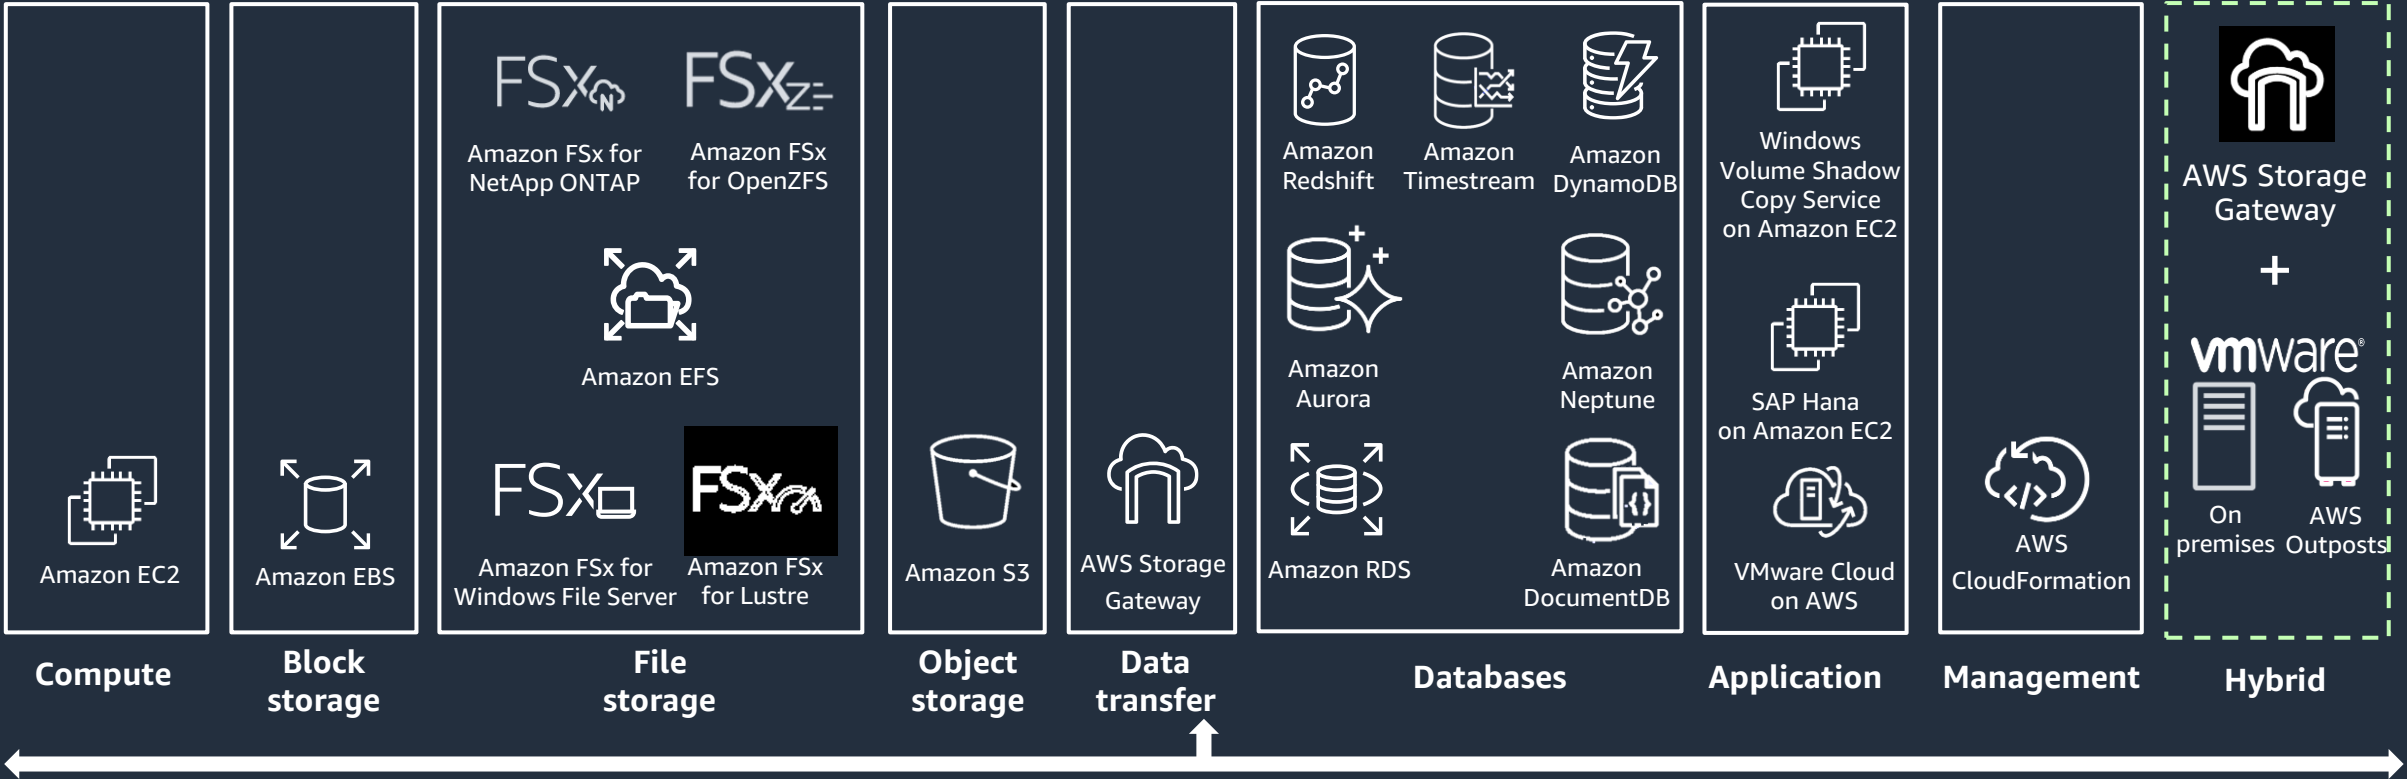 Amazon EC2
Compute
Amazon EBS
Block
storage
FSxN
Amazon FSx for
NetApp ONTAP
FSxZ
Amazon FSx
for OpenZFS
Amazon EFS
FSx
Amazon FSx for
Windows File Server
FSx
Amazon FSx
for Lustre
File
storage
Amazon S3
Object
storage
AWS Storage
Gateway
Data
transfer
Amazon
Redshift
Amazon
Timestream
Amazon
DynamoDB
Amazon
Aurora
Amazon
Neptune
Amazon RDS
{}
Amazon
DocumentDB
Databases
Windows
Volume Shadow
Copy Service
on Amazon EC2
SAP Hana
on Amazon EC2
VMware Cloud
on AWS
Application
</>
AWS
CloudFormation
Management
AWS Storage
Gateway
+
vmware®
On
premises
AWS
Outposts
Hybrid